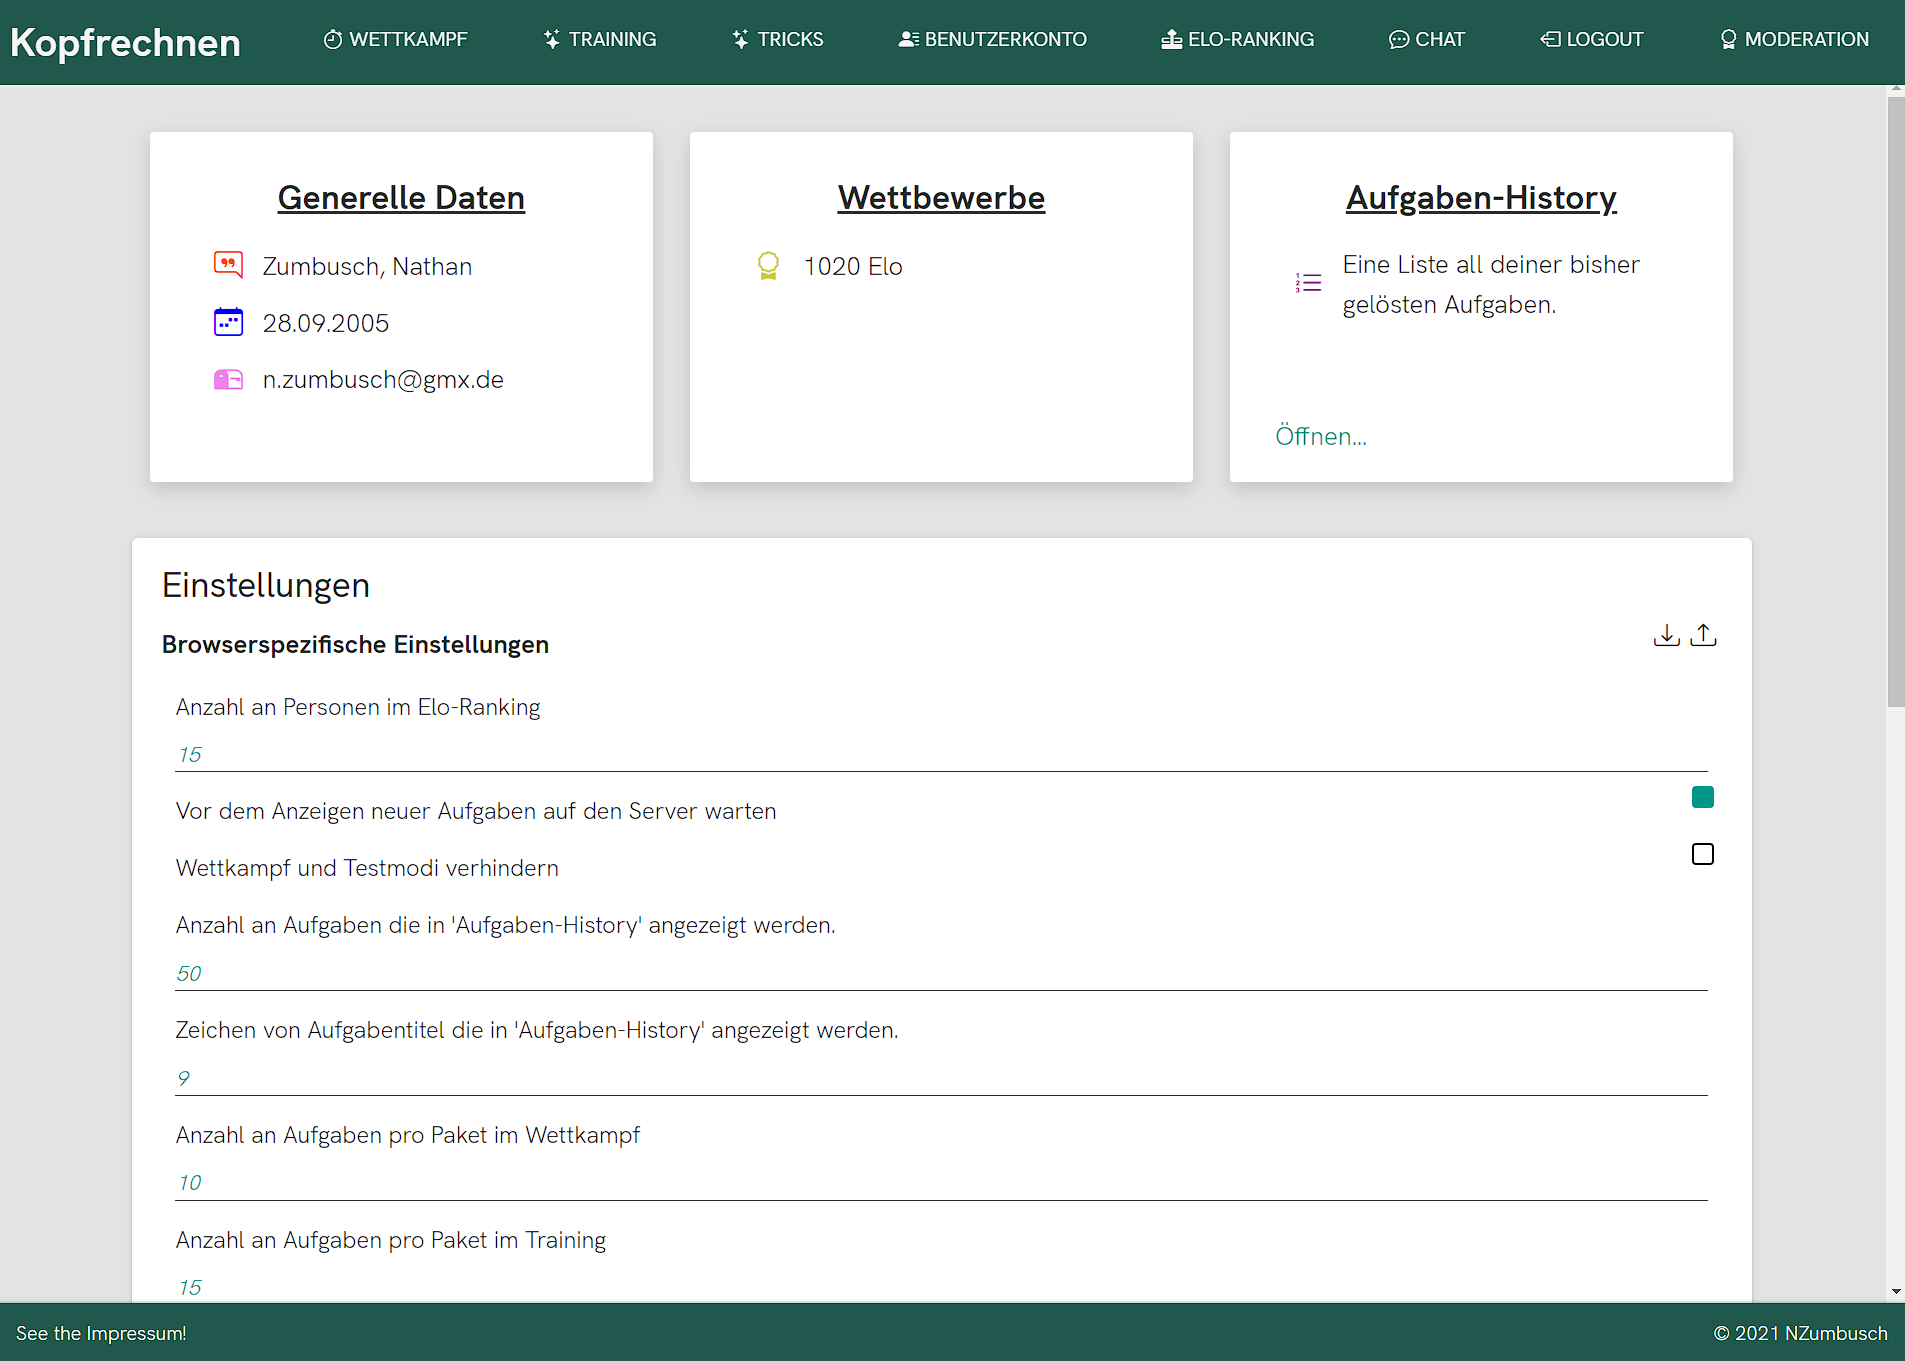 Kopfrechnen
WETTKAMPF
TRAINING
TRICKS
BENUTZERKONTO
ELO-RANKING
CHAT
LOGOUT
MODERATION
Generelle Daten
Zumbusch, Nathan
28.09.2005
n.zumbusch@gmx.de
Wettbewerbe
1020 Elo
Aufgaben-History
Eine Liste all deiner bisher
gelösten Aufgaben.
Öffnen...
Einstellungen
Browserspezifische Einstellungen
Anzahl an Personen im Elo-Ranking
15
Vor dem Anzeigen neuer Aufgaben auf den Server warten
Wettkampf und Testmodi verhindern
Anzahl an Aufgaben die in 'Aufgaben-History' angezeigt werden.
50
Zeichen von Aufgabentitel die in 'Aufgaben-History' angezeigt werden.
9
Anzahl an Aufgaben pro Paket im Wettkampf
10
Anzahl an Aufgaben pro Paket im Training
15
See the Impressum!
© 2021 NZumbusch